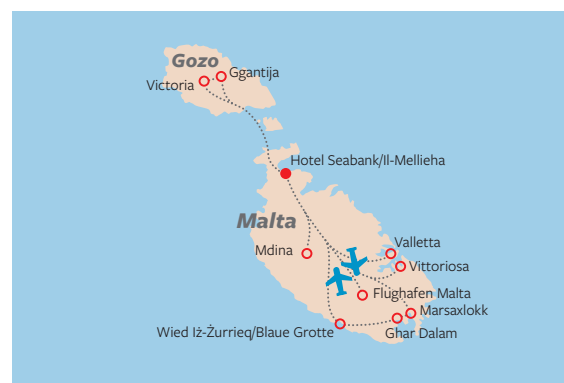 Gozo
Ggantija
Victoria
Hotel Seabank/Il-Mellieha
Malta
Mdina
Valletta
Vittoriosa
Flughafen Malta
Marsaxlokk
Wied Iż-Żurrieq/Blaue Grotte
Ghar Dalam